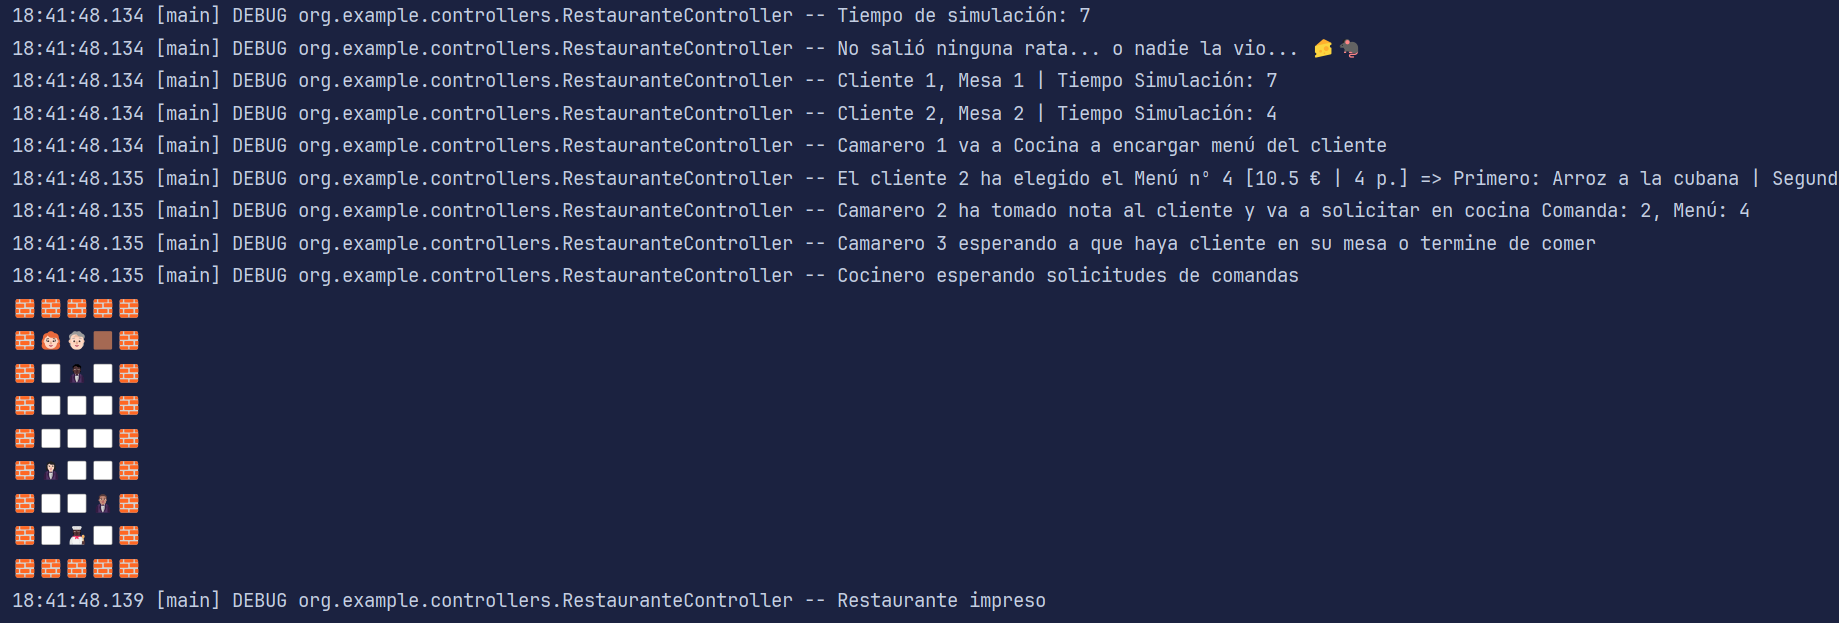 18:41:48.134 [main] DEBUG org.example.controllers.RestauranteController -- Tiempo de simulación: 7
18:41:48.134 [main] DEBUG org.example.controllers.RestauranteController -- No salió ninguna rata... o nadie la vio... 🧀🐀
18:41:48.134 [main] DEBUG org.example.controllers.RestauranteController -- Cliente 1, Mesa 1 | Tiempo Simulación: 7
18:41:48.134 [main] DEBUG org.example.controllers.RestauranteController -- Cliente 2, Mesa 2 | Tiempo Simulación: 4
18:41:48.134 [main] DEBUG org.example.controllers.RestauranteController -- Camarero 1 va a Cocina a encargar menú del cliente
18:41:48.135 [main] DEBUG org.example.controllers.RestauranteController -- El cliente 2 ha elegido el Menú nº 4 [10.5 € | 4 p.] => Primero: Arroz a la cubana | Segund
18:41:48.135 [main] DEBUG org.example.controllers.RestauranteController -- Camarero 2 ha tomado nota al cliente y va a solicitar en cocina Comanda: 2, Menú: 4
18:41:48.135 [main] DEBUG org.example.controllers.RestauranteController -- Camarero 3 esperando a que haya cliente en su mesa o termine de comer
18:41:48.135 [main] DEBUG org.example.controllers.RestauranteController -- Cocinero esperando solicitudes de comandas
18:41:48.139 [main] DEBUG org.example.controllers.RestauranteController -- Restaurante impreso